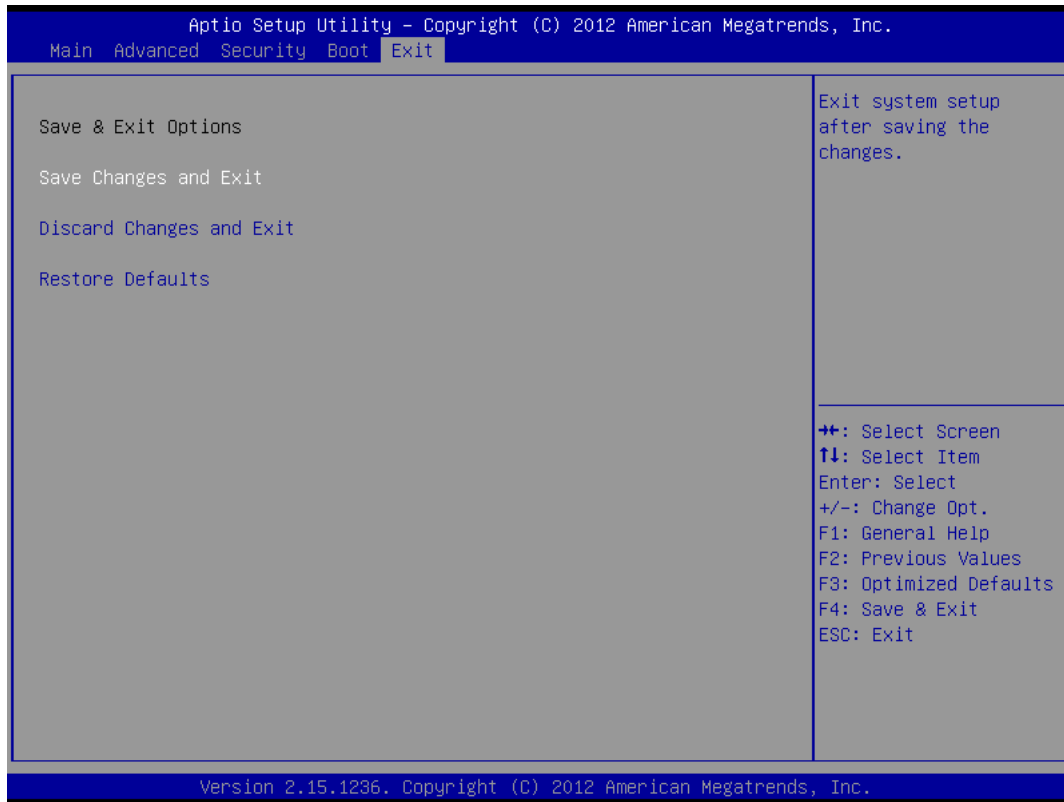 Aptio Setup Utility – Copyright (C) 2012 American Megatrends, Inc.
Main Advanced Security Boot Exit
Save & Exit Options
Save Changes and Exit
Discard Changes and Exit
Restore Defaults
Exit system setup
after saving the
changes.
→←: Select Screen
↑↓: Select Item
Enter: Select
+/-: Change Opt.
F1: General Help
F2: Previous Values
F3: Optimized Defaults
F4: Save & Exit
ESC: Exit
Version 2.15.1236. Copyright (C) 2012 American Megatrends, Inc.